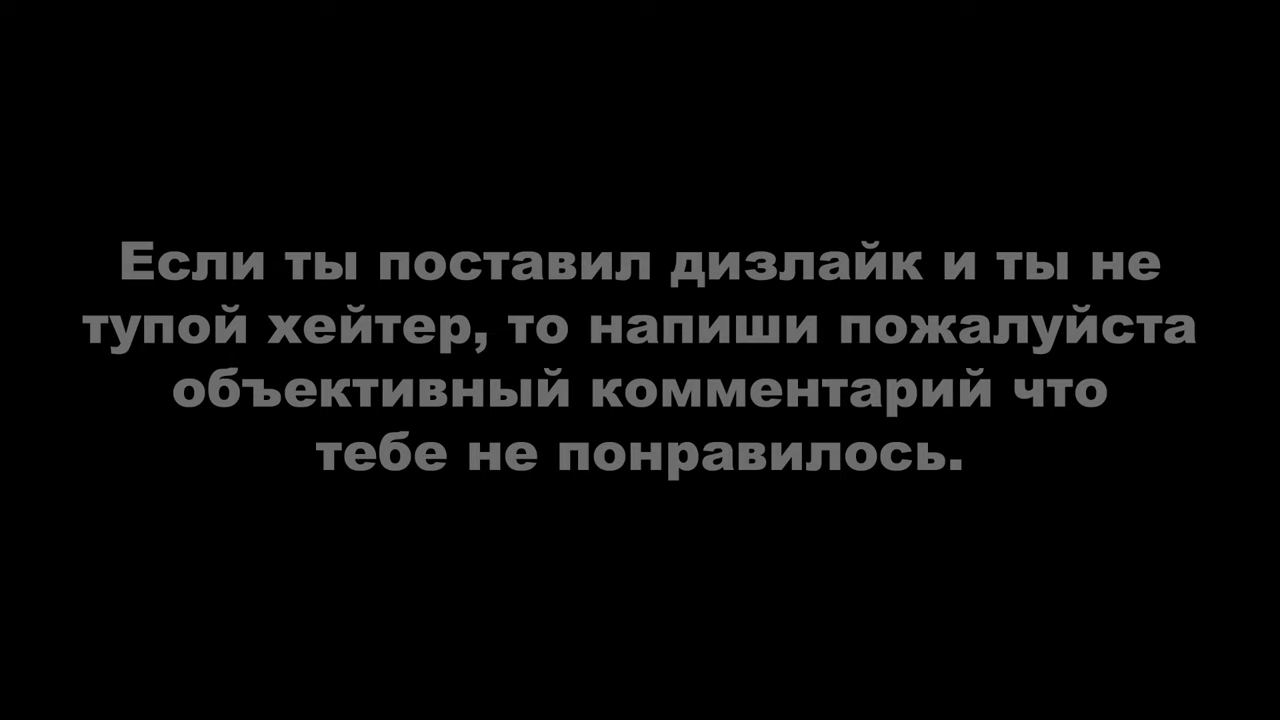 Если ты поставил дизлайк и ты не
тупой хейтер, то напиши пожалуйста
объективный комментарий что
тебе не понравилось.